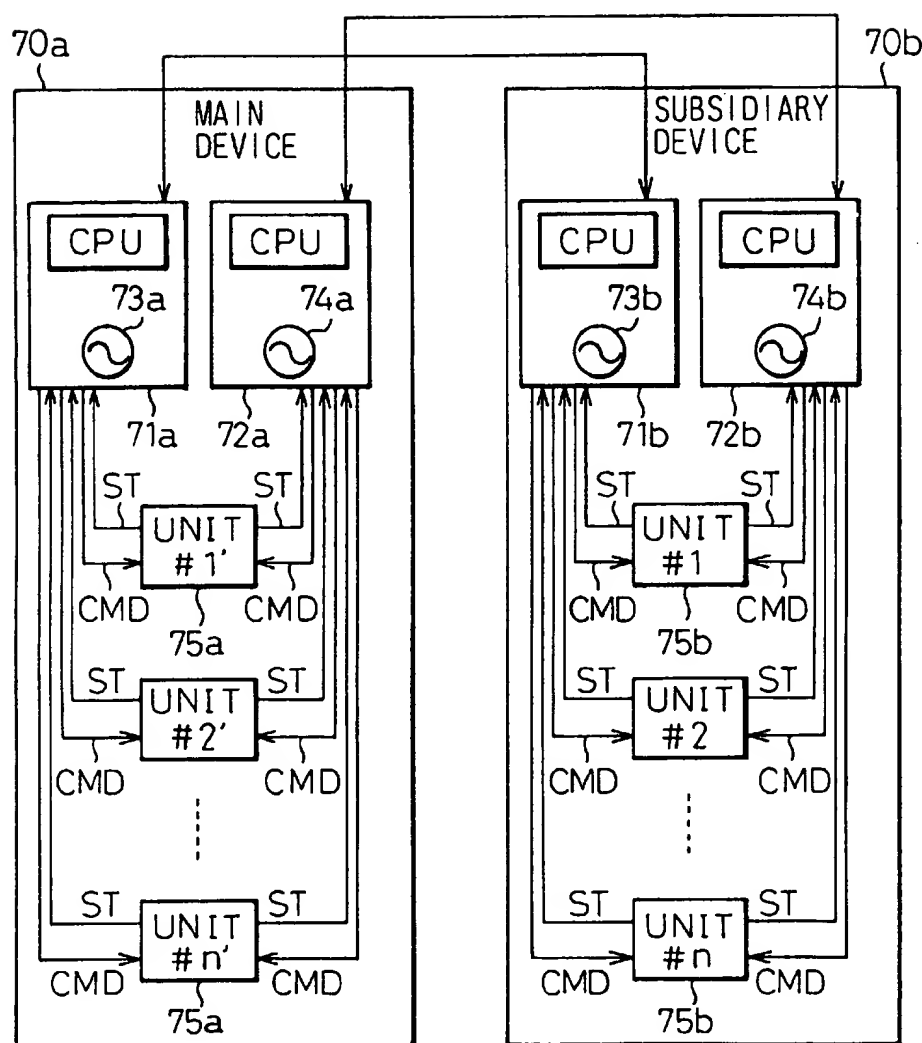 70a
70b
MAIN
DEVICE
SUBSIDIARY
DEVICE
CPU
CPU
CPU
CPU
73a
74a
73b
74b
71a
72a
71b
72b
ST
ST
ST
ST
UNIT
#1'
UNIT
#1
CMD
CMD
CMD
CMD
75a
75b
ST
ST
ST
ST
UNIT
#2'
UNIT
#2
CMD
CMD
CMD
CMD
ST
ST
ST
ST
UNIT
#n'
UNIT
#n
CMD
CMD
CMD
CMD
75a
75b